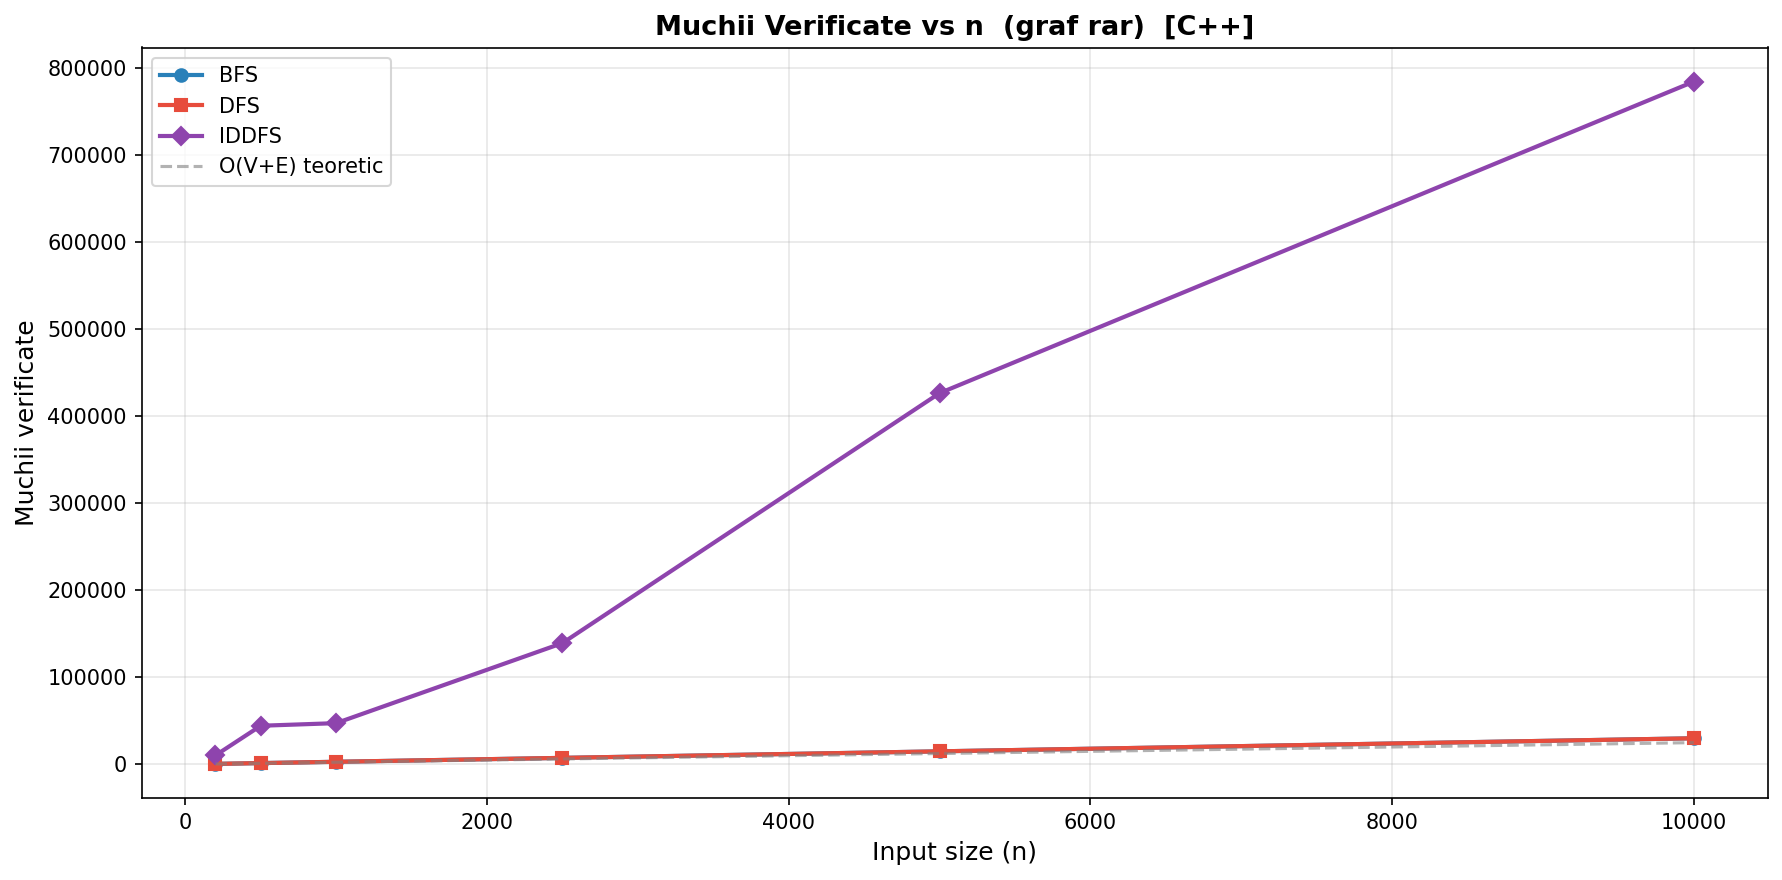 Muchii Verificate vs n (graf rar) [C++]
BFS
DFS
IDDFS
O(V+E) teoretic
800000
700000
600000
500000
400000
300000
200000
100000
0
Muchii verificate
0 2000 4000 6000 8000 10000
Input size (n)